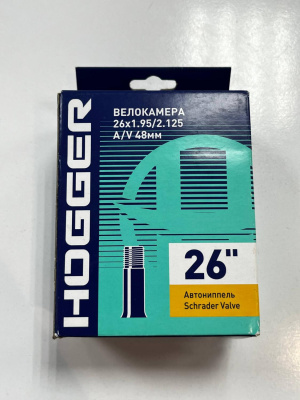 ВЕЛОКАМЕРА
26x1.95/2.125
A/V 48мм
HOGGER
26"
Автониппель
Schrader Valve